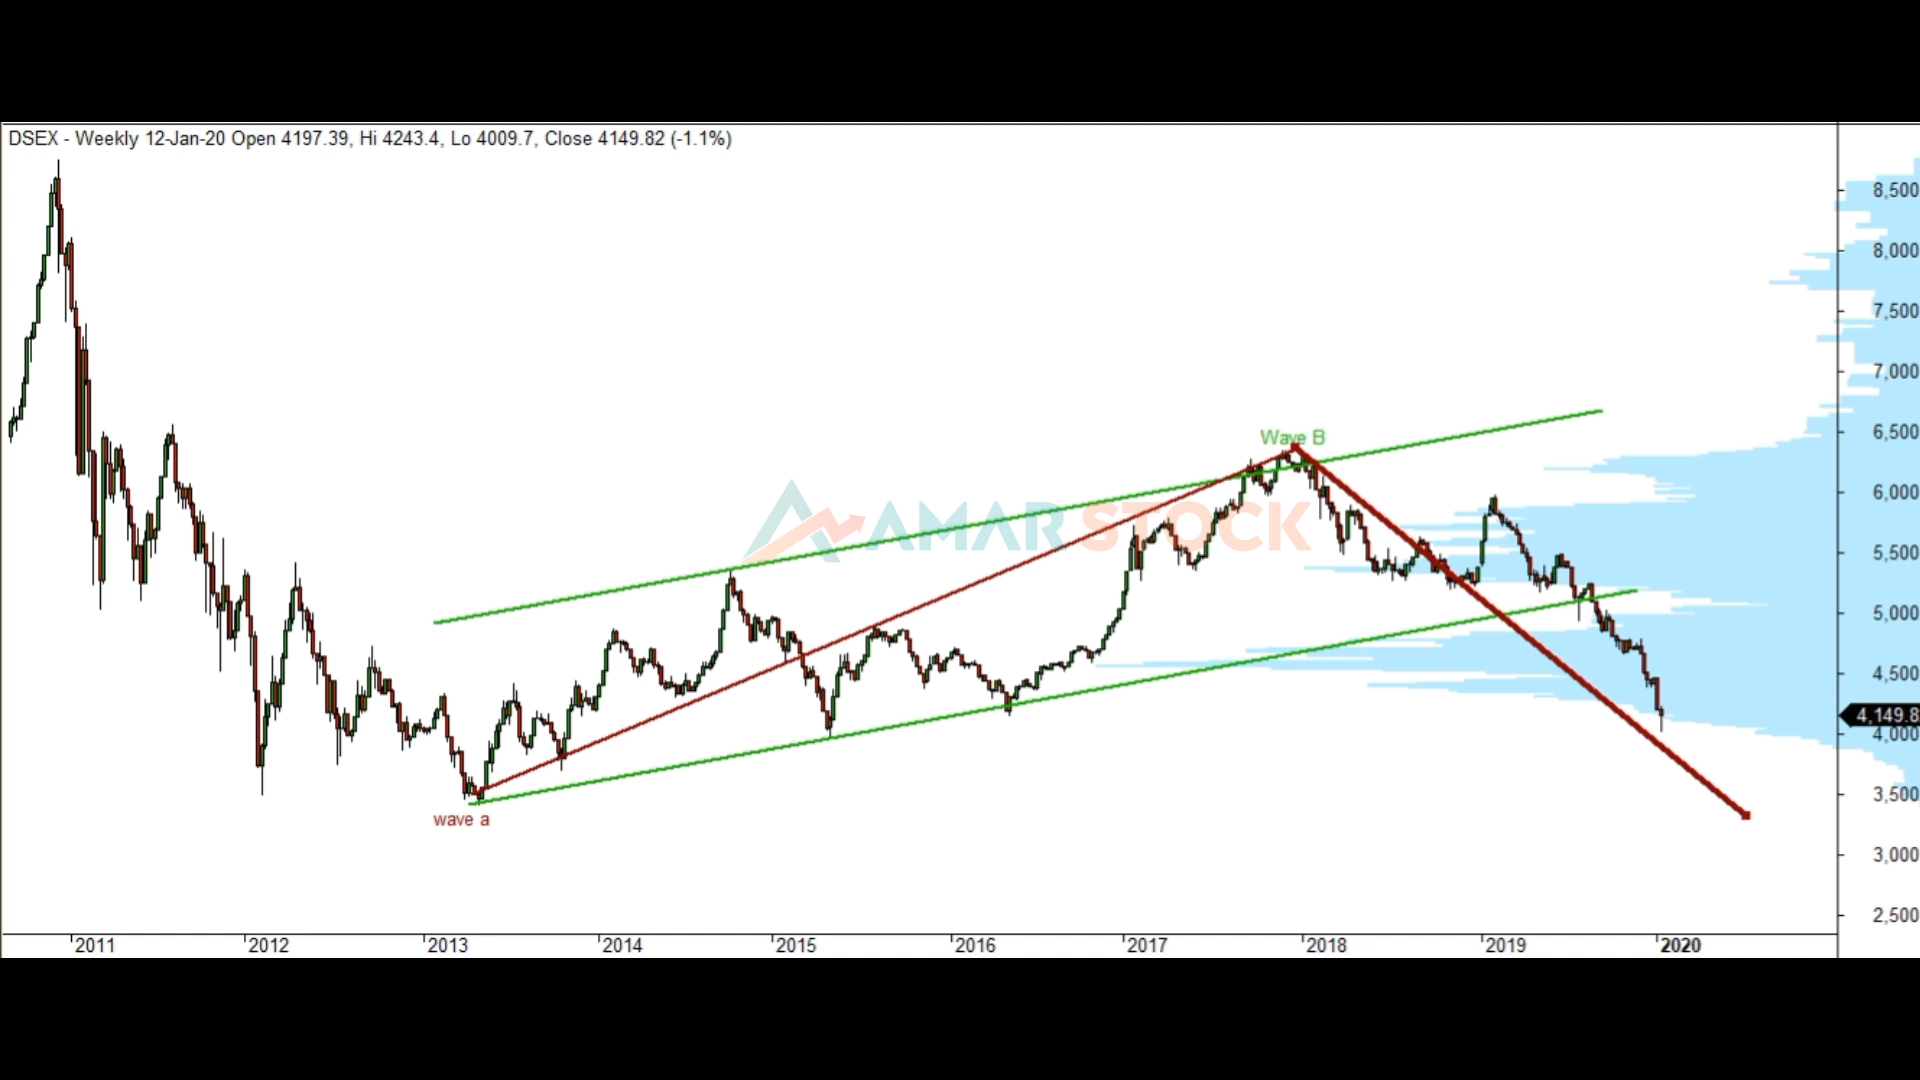 DSEX - Weekly 12-Jan-20 Open 4197.39, Hi 4243.4, Lo 4009.7, Close 4149.82 (-1.1%)
8,500
8,000
7,500
7,000
6,500
Wave B
6,000
AMARSTOCK
5,500
5,000
4,500
4,149.8
4,000
3,500
wave a
3,000
2,500
2011 2012 2013 2014 2015 2016 2017 2018 2019 2020